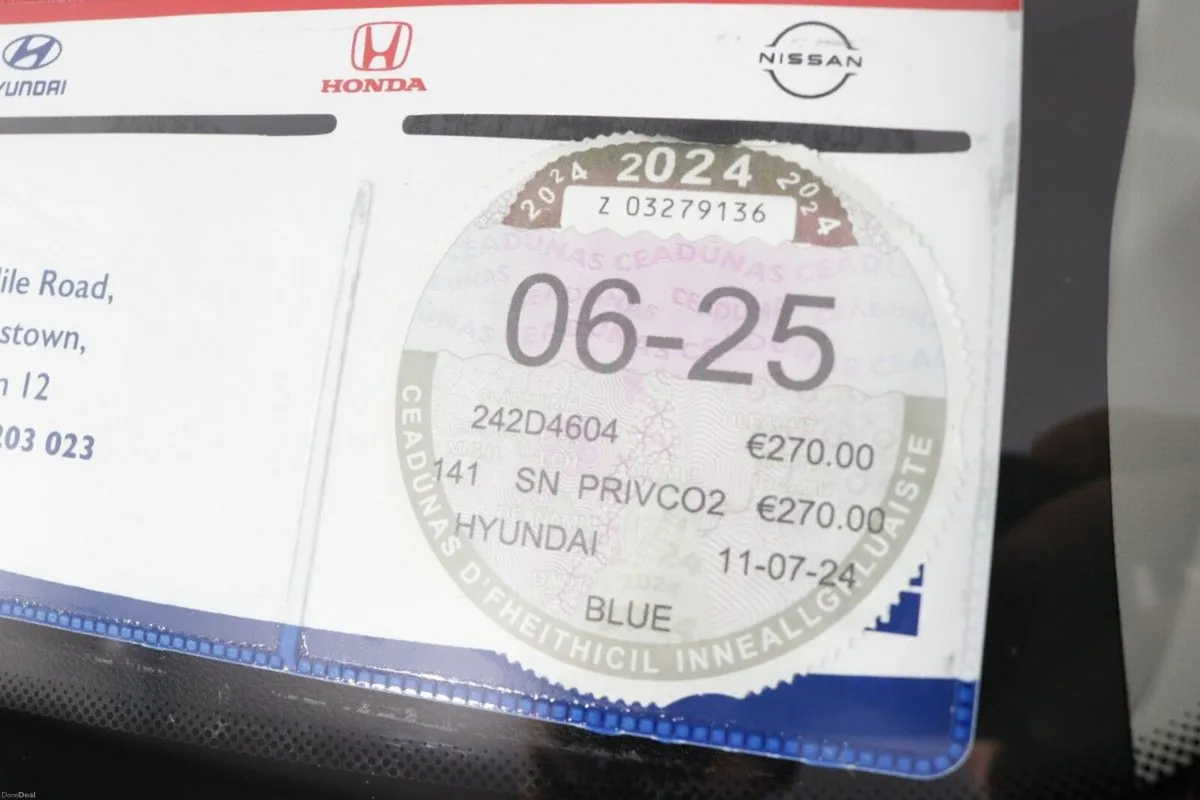 HYUNDAI
HONDA
NISSAN
2024 2024 2024
Z 03279136
CEADÚNAS CEADÚNAS CEADÚNAS
06-25
242D4604
€270.00
141 SN PRIVCO2 €270.00
HYUNDAI
11-07-24
BLUE
CEADÚNAS D'FHEITHICIL INNEALLGHLUAISTE
ile Road,
stown,
n 12
203 023
DoneDeal